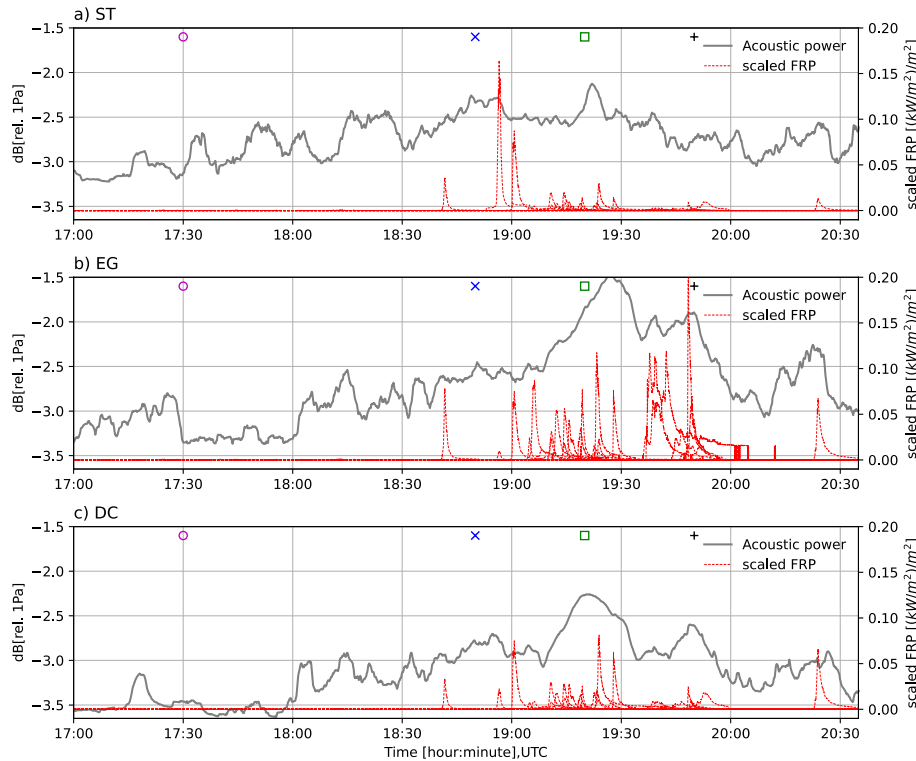 a) ST
−1.5 0.20
Acoustic power
scaled FRP
−2.0 0.15
−2.5 0.10
−3.0 0.05
−3.5 0.00
dB[rel. 1Pa]
scaled FRP [(kW/m²)/m²]
17:00 17:30 18:00 18:30 19:00 19:30 20:00 20:30
b) EG
−1.5 0.20
Acoustic power
scaled FRP
−2.0 0.15
−2.5 0.10
−3.0 0.05
−3.5 0.00
dB[rel. 1Pa]
scaled FRP [(kW/m²)/m²]
17:00 17:30 18:00 18:30 19:00 19:30 20:00 20:30
c) DC
−1.5 0.20
Acoustic power
scaled FRP
−2.0 0.15
−2.5 0.10
−3.0 0.05
−3.5 0.00
dB[rel. 1Pa]
scaled FRP [(kW/m²)/m²]
17:00 17:30 18:00 18:30 19:00 19:30 20:00 20:30
Time [hour:minute],UTC